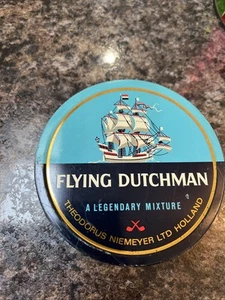 FLYING DUTCHMAN
A LEGENDARY MIXTURE
THEODORUS NIEMEYER LTD HOLLAND